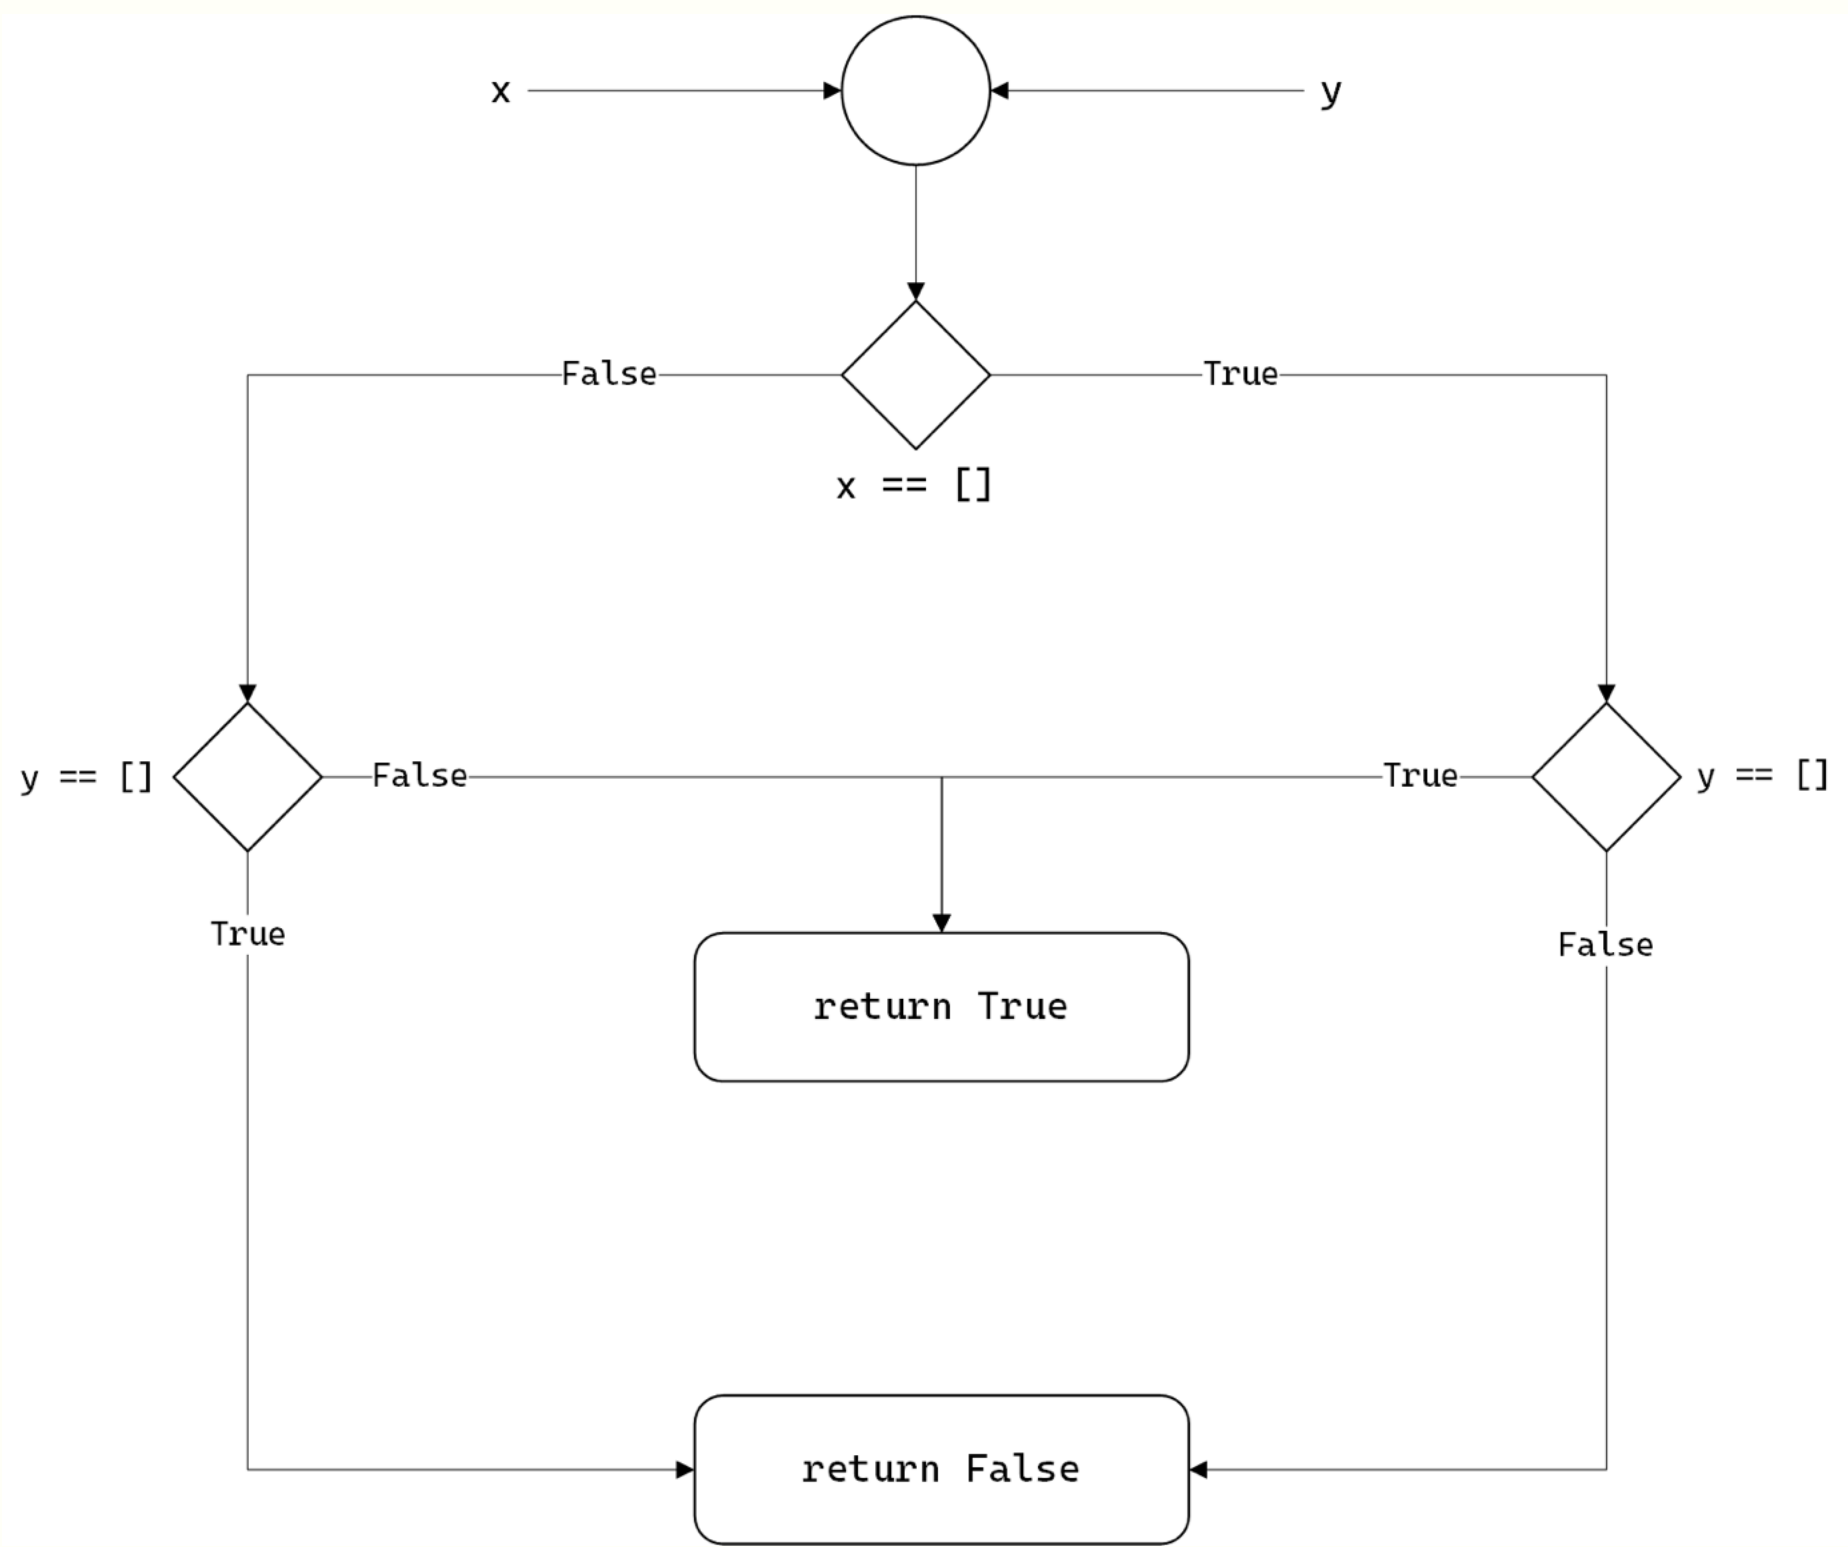 x
y
False
True
x == []
y == []
False
True
y == []
True
False
return True
return False